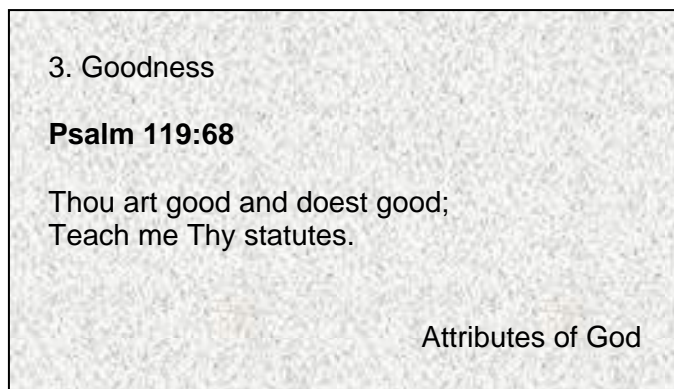 3. Goodness
Psalm 119:68
Thou art good and doest good;
Teach me Thy statutes.
Attributes of God